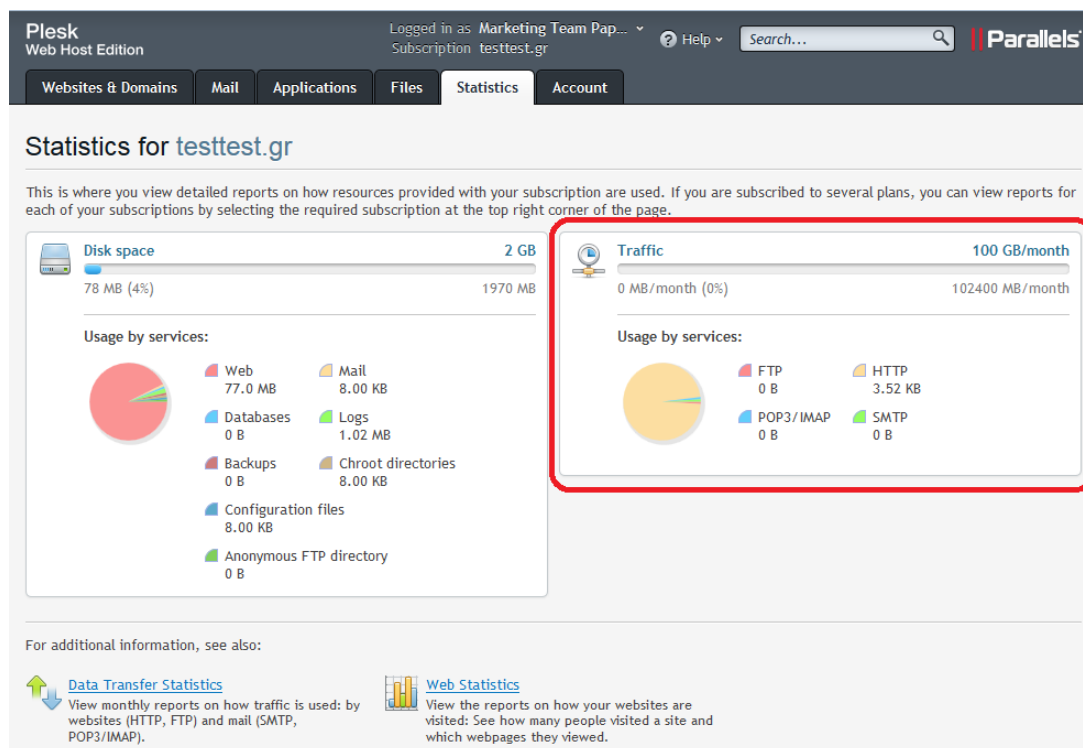 Plesk
Web Host Edition
Logged in as Marketing Team Pap...
Subscription testtest.gr
Help
Search...
Parallels
Websites & Domains Mail Applications Files Statistics Account
Statistics for testtest.gr
This is where you view detailed reports on how resources provided with your subscription are used. If you are subscribed to several plans, you can view reports for
each of your subscriptions by selecting the required subscription at the top right corner of the page.
Disk space 2 GB
78 MB (4%) 1970 MB
Usage by services:
Web Mail
77.0 MB 8.00 KB
Databases Logs
0 B 1.02 MB
Backups Chroot directories
0 B 8.00 KB
Configuration files
8.00 KB
Anonymous FTP directory
0 B
Traffic 100 GB/month
0 MB/month (0%) 102400 MB/month
Usage by services:
FTP HTTP
0 B 3.52 KB
POP3/IMAP SMTP
0 B 0 B
For additional information, see also:
Data Transfer Statistics
View monthly reports on how traffic is used: by
websites (HTTP, FTP) and mail (SMTP,
POP3/IMAP).
Web Statistics
View the reports on how your websites are
visited: See how many people visited a site and
which webpages they viewed.